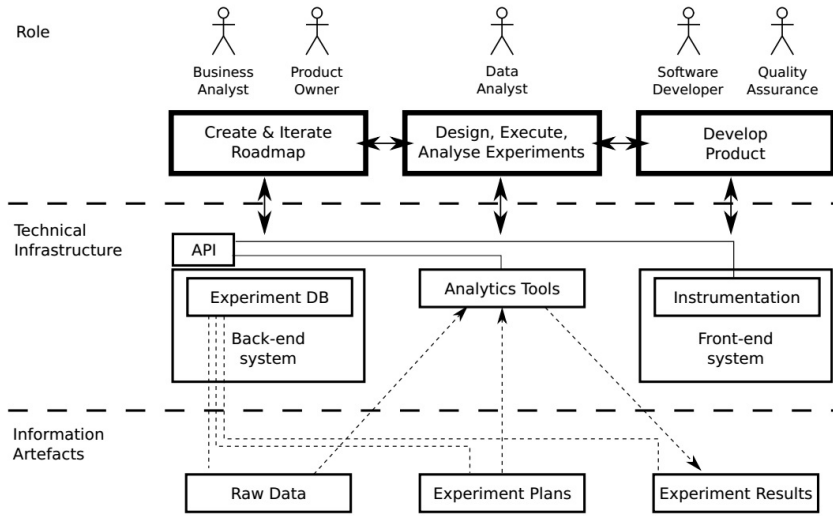 Role
Business
Analyst
Product
Owner
Data
Analyst
Software
Developer
Quality
Assurance
Create & Iterate
Roadmap
Design, Execute,
Analyse Experiments
Develop
Product
Technical
Infrastructure
API
Experiment DB
Analytics Tools
Instrumentation
Back-end
system
Front-end
system
Information
Artefacts
Raw Data
Experiment Plans
Experiment Results